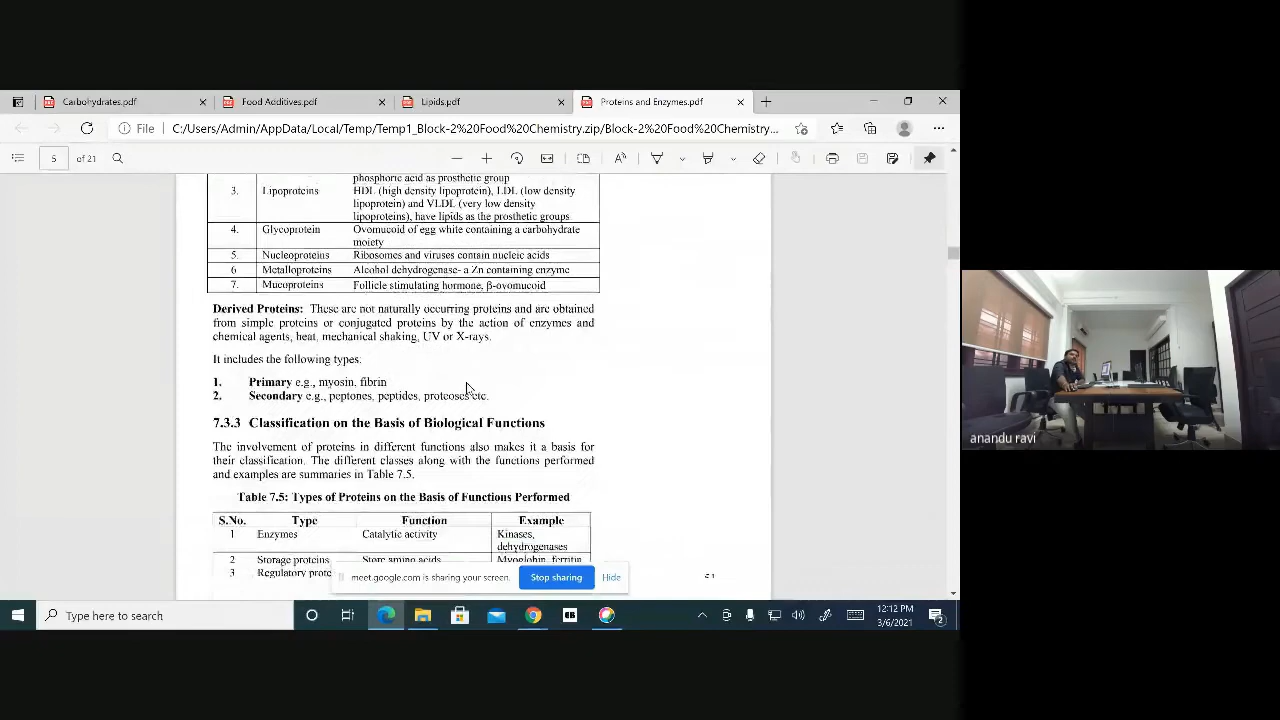 Carbohydrates.pdf
Food Additives.pdf
Lipids.pdf
Proteins and Enzymes.pdf
File
C:/Users/Admin/AppData/Local/Temp/Temp1_Block-2%20Food%20Chemistry.zip/Block-2%20Food%20Chemistry...
5 of 21
phosphoric acid as prosthetic group
3. Lipoproteins HDL (high density lipoprotein), LDL (low density
lipoprotein) and VLDL (very low density
lipoproteins), have lipids as the prosthetic groups
4. Glycoprotein Ovomucoid of egg white containing a carbohydrate
moiety
5. Nucleoproteins Ribosomes and viruses contain nucleic acids
6 Metalloproteins Alcohol dehydrogenase- a Zn containing enzyme
7. Mucoproteins Follicle stimulating hormone, β-ovomucoid
Derived Proteins: These are not naturally occurring proteins and are obtained
from simple proteins or conjugated proteins by the action of enzymes and
chemical agents, heat, mechanical shaking, UV or X-rays.
It includes the following types:
1. Primary e.g., myosin, fibrin
2. Secondary e.g., peptones, peptides, proteoses etc.
7.3.3 Classification on the Basis of Biological Functions
The involvement of proteins in different functions also makes it a basis for
their classification. The different classes along with the functions performed
and examples are summaries in Table 7.5.
Table 7.5: Types of Proteins on the Basis of Functions Performed
S.No. Type Function Example
1 Enzymes Catalytic activity Kinases,
dehydrogenases
2 Storage proteins Store amino acids Myoglobin, ferritin
3 Regulatory prote
meet.google.com is sharing your screen. Stop sharing Hide
anandu ravi
Type here to search
12:12 PM
3/6/2021